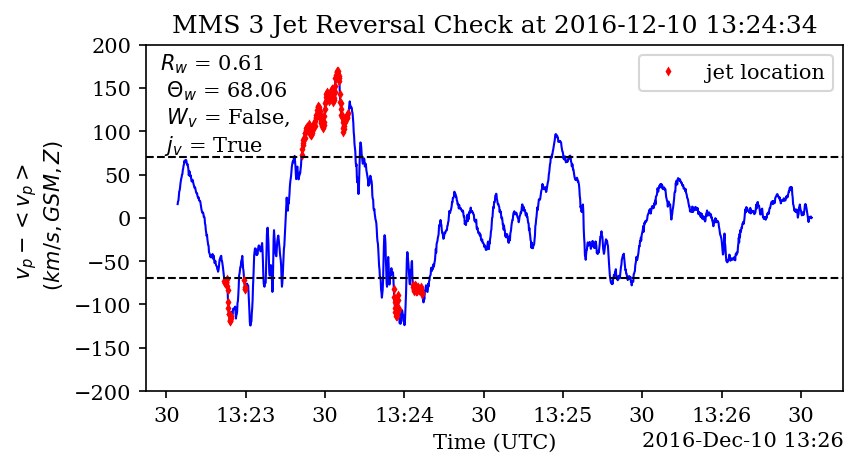 MMS 3 Jet Reversal Check at 2016-12-10 13:24:34
R_w = 0.61
Θ_w = 68.06
W_v = False,
j_v = True
jet location
v_p − < v_p >
(km/s, GSM, Z)
200
150
100
50
0
−50
−100
−150
−200
30 13:23 30 13:24 30 13:25 30 13:26 30
Time (UTC)
2016-Dec-10 13:26